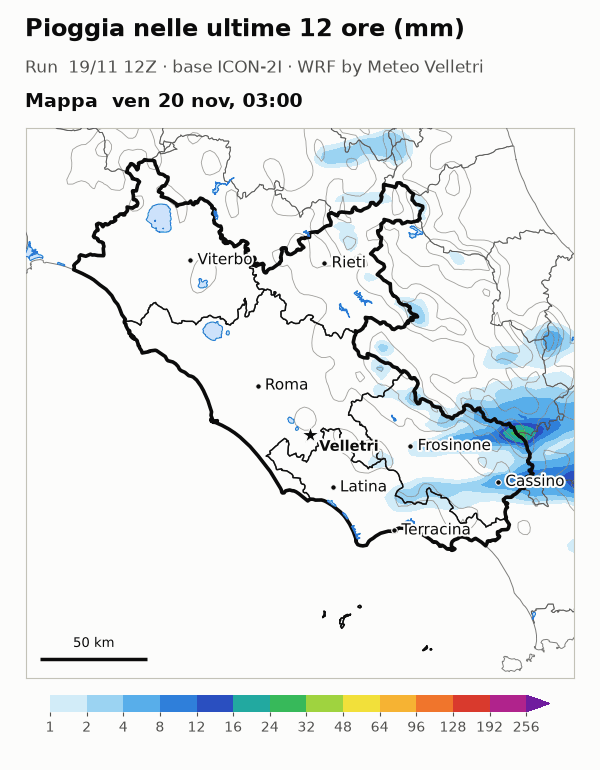 Pioggia nelle ultime 12 ore (mm)
Run  19/11 12Z · base ICON-2I · WRF by Meteo Velletri
Mappa  ven 20 nov, 03:00
Viterbo
Rieti
Roma
Velletri
Frosinone
Latina
Cassino
Terracina
50 km
1 2 4 8 12 16 24 32 48 64 96 128 192 256